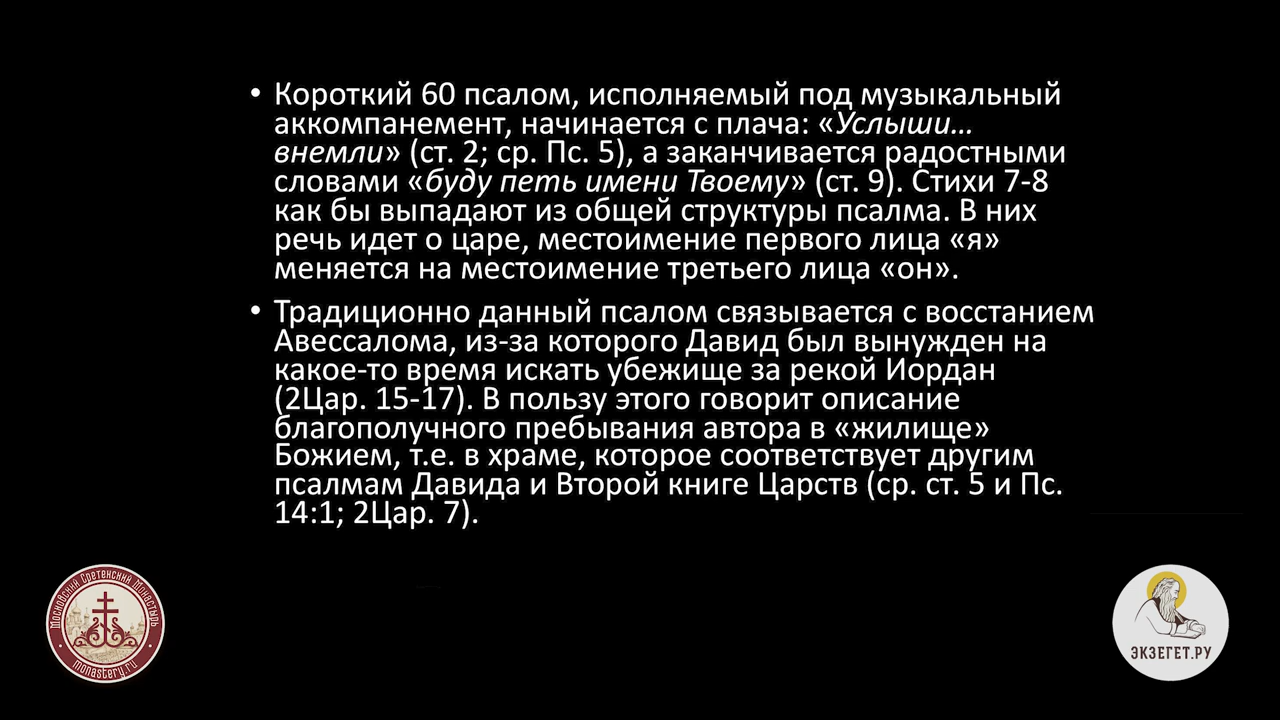 • Короткий 60 псалом, исполняемый под музыкальный
аккомпанемент, начинается с плача: «Услыши…
внемли» (ст. 2; ср. Пс. 5), а заканчивается радостными
словами «буду петь имени Твоему» (ст. 9). Стихи 7-8
как бы выпадают из общей структуры псалма. В них
речь идет о царе, местоимение первого лица «я»
меняется на местоимение третьего лица «он».
• Традиционно данный псалом связывается с восстанием
Авессалома, из-за которого Давид был вынужден на
какое-то время искать убежище за рекой Иордан
(2Цар. 15-17). В пользу этого говорит описание
благополучного пребывания автора в «жилище»
Божием, т.е. в храме, которое соответствует другим
псалмам Давида и Второй книге Царств (ср. ст. 5 и Пс.
14:1; 2Цар. 7).
Московский Сретенский Монастырь
monastery.ru
ЭКЗЕГЕТ.РУ